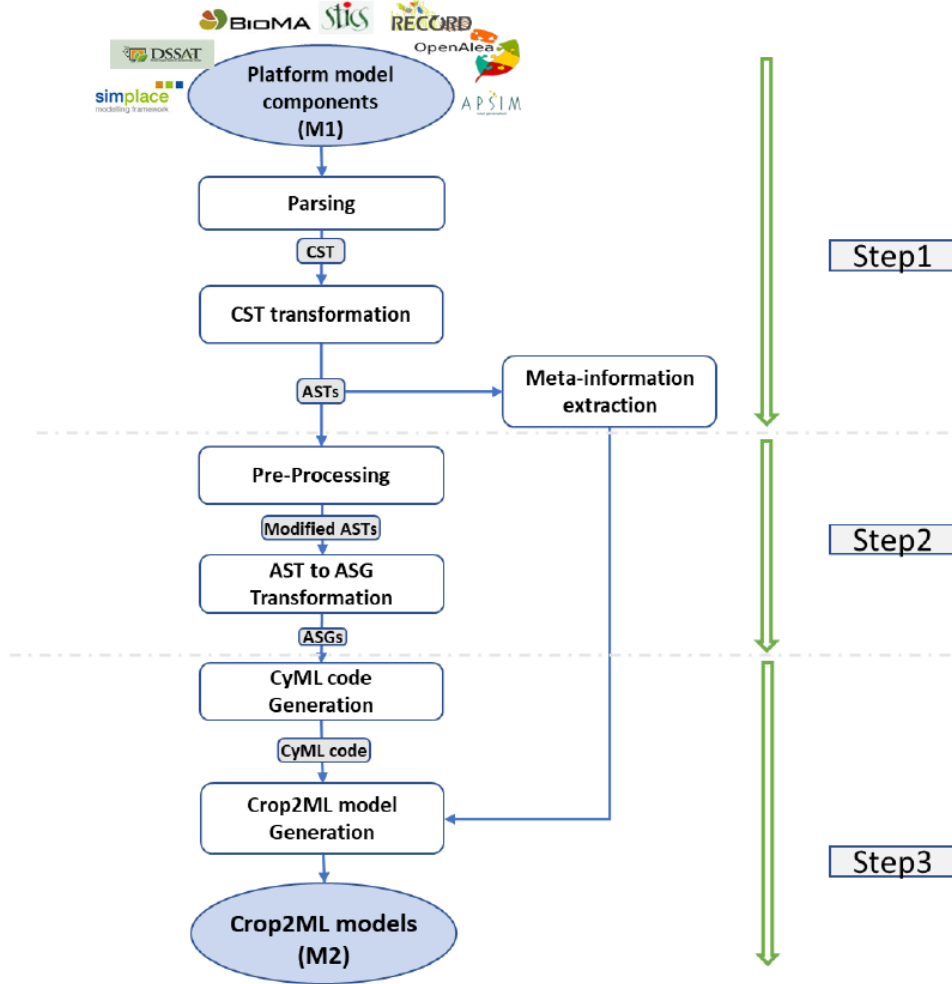 BIOMA
STICS
RECORD
OpenAlea
DSSAT
simplace
modelling framework
APSIM
Platform model
components
(M1)
Parsing
CST
Step1
CST transformation
ASTs
Meta-information
extraction
Pre-Processing
Modified ASTs
Step2
AST to ASG
Transformation
ASGs
CyML code
Generation
CyML code
Crop2ML model
Generation
Step3
Crop2ML models
(M2)